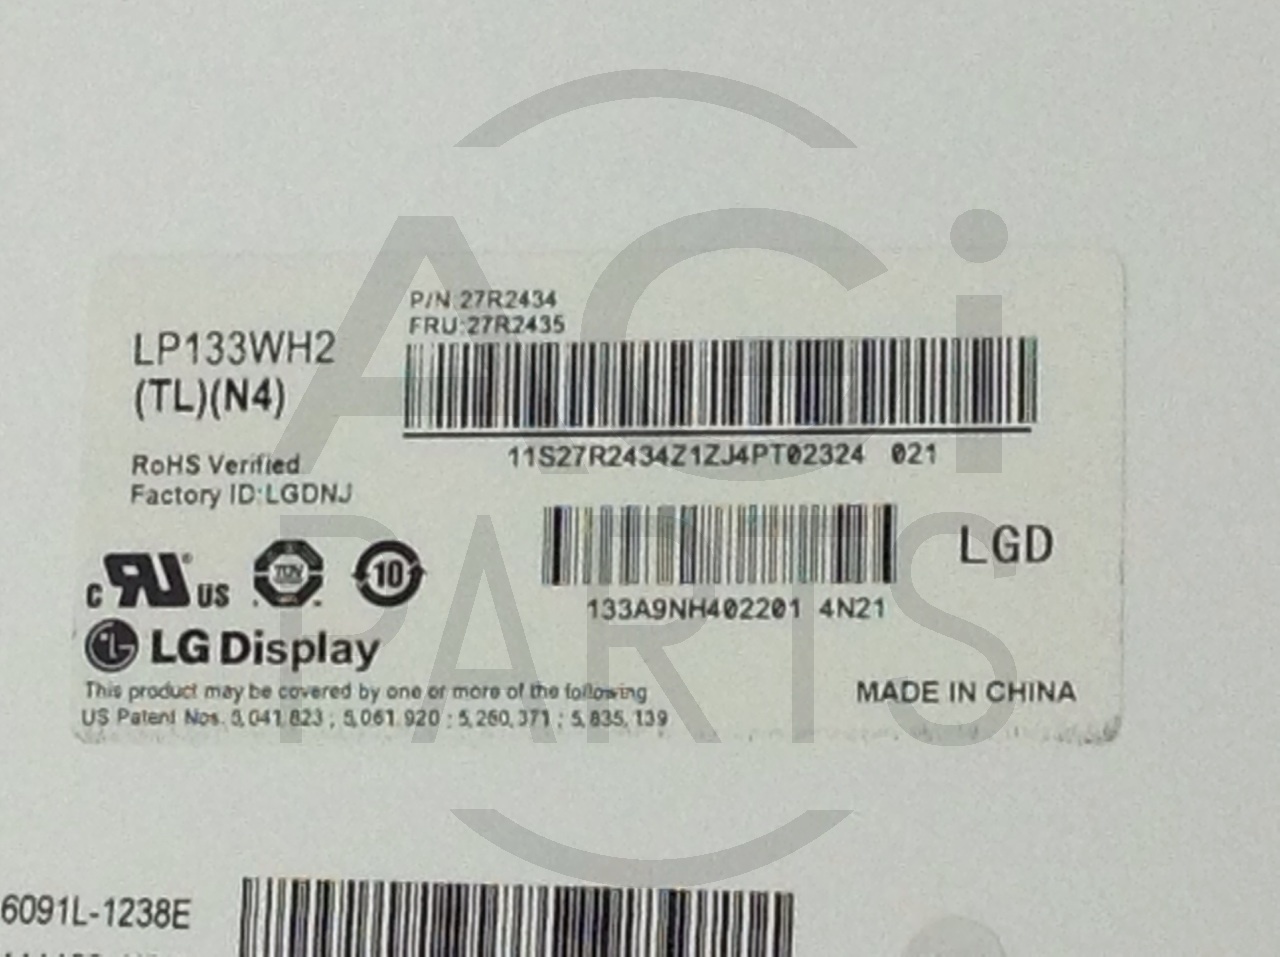 P/N:27R2434
FRU:27R2435
LP133WH2
(TL)(N4)
11S27R2434Z1ZJ4PT02324 021
RoHS Verified
Factory ID:LGDNJ
LGD
133A9NH402201 4N21
c RU US
TÜV
10
LG Display
This product may be covered by one or more of the following
US Patent Nos. 5,041,823 ; 5,061,920 ; 5,260,371 ; 5,835,139
MADE IN CHINA
6091L-1238E
ACi
PARTS